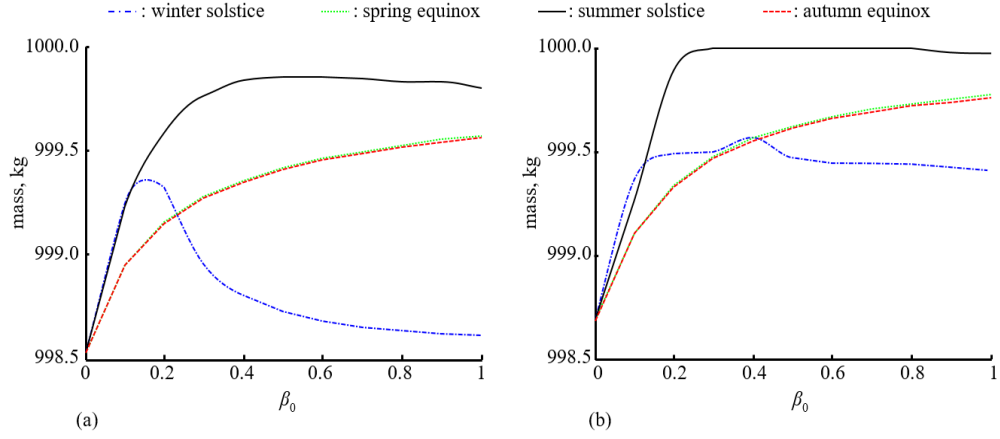 : winter solstice : spring equinox : summer solstice : autumn equinox
1000.0 1000.0
999.5 999.5
mass, kg mass, kg
999.0 999.0
998.5 998.5
0 0.2 0.4 0.6 0.8 1 0 0.2 0.4 0.6 0.8 1
β₀ β₀
(a) (b)